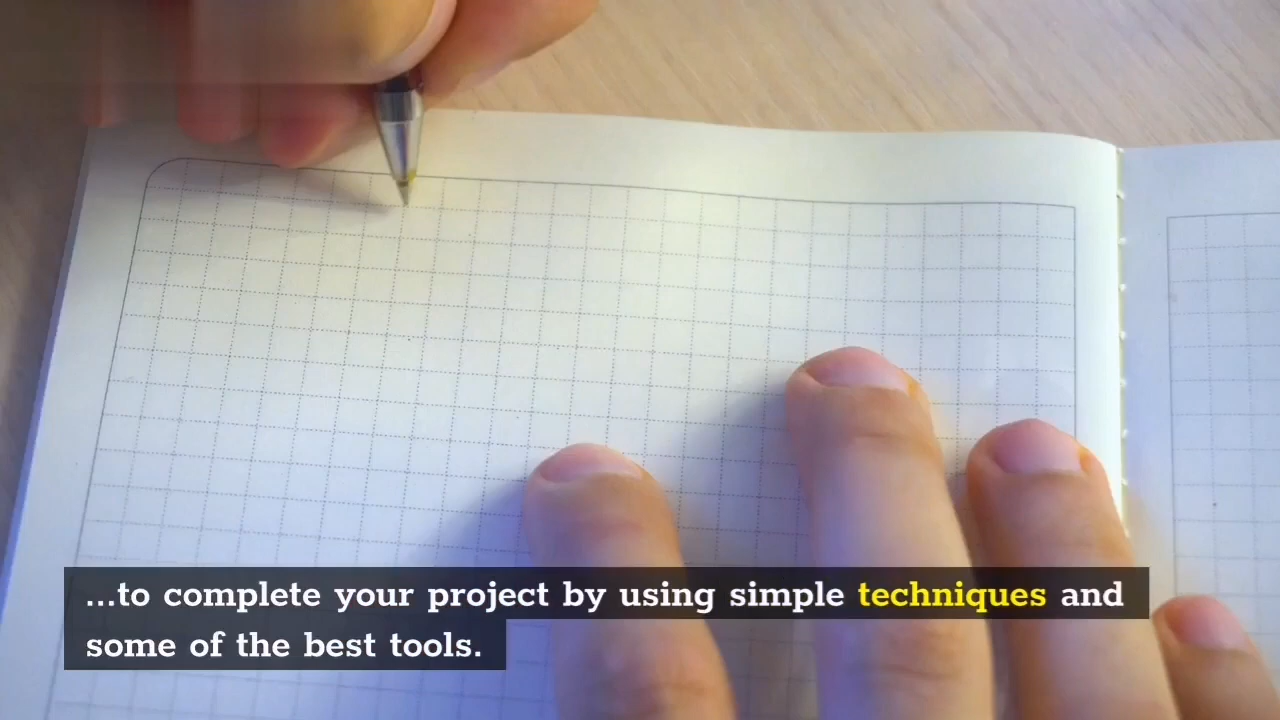 ...to complete your project by using simple techniques and
some of the best tools.